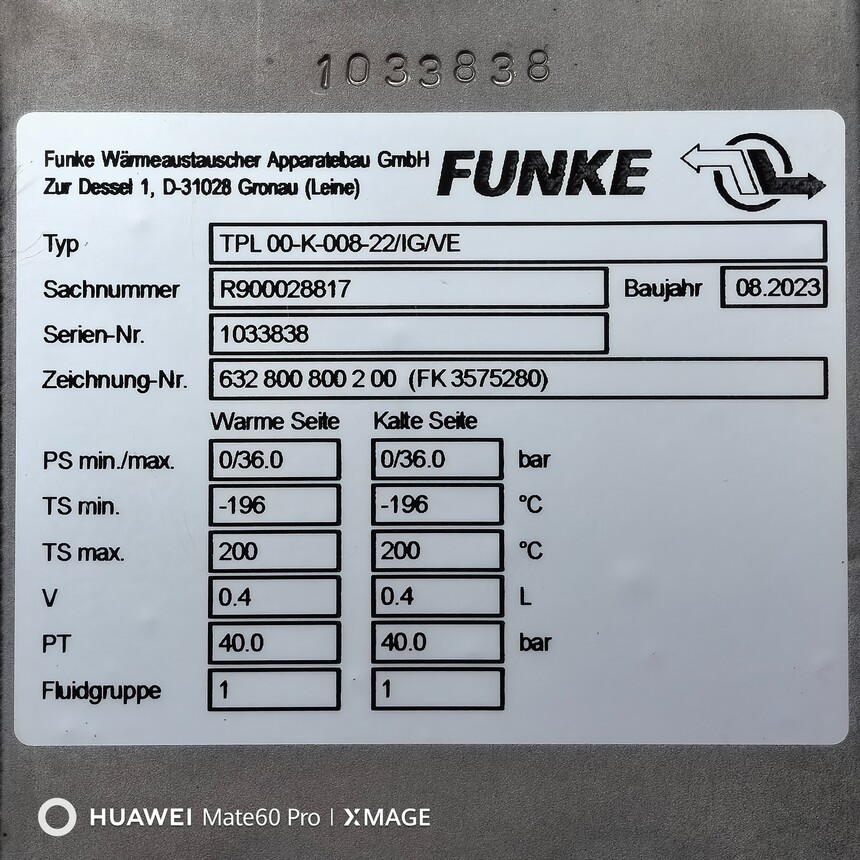 1033838
Funke Wärmeaustauscher Apparatebau GmbH
Zur Dessel 1, D-31028 Gronau (Leine)
FUNKE
Typ TPL 00-K-008-22/IG/VE
Sachnummer R900028817 Baujahr 08.2023
Serien-Nr. 1033838
Zeichnung-Nr. 632 800 800 2 00 (FK 3575280)
Warme Seite Kalte Seite
PS min./max. 0/36.0 0/36.0 bar
TS min. -196 -196 °C
TS max. 200 200 °C
V 0.4 0.4 L
PT 40.0 40.0 bar
Fluidgruppe 1 1
HUAWEI Mate60 Pro | XMAGE